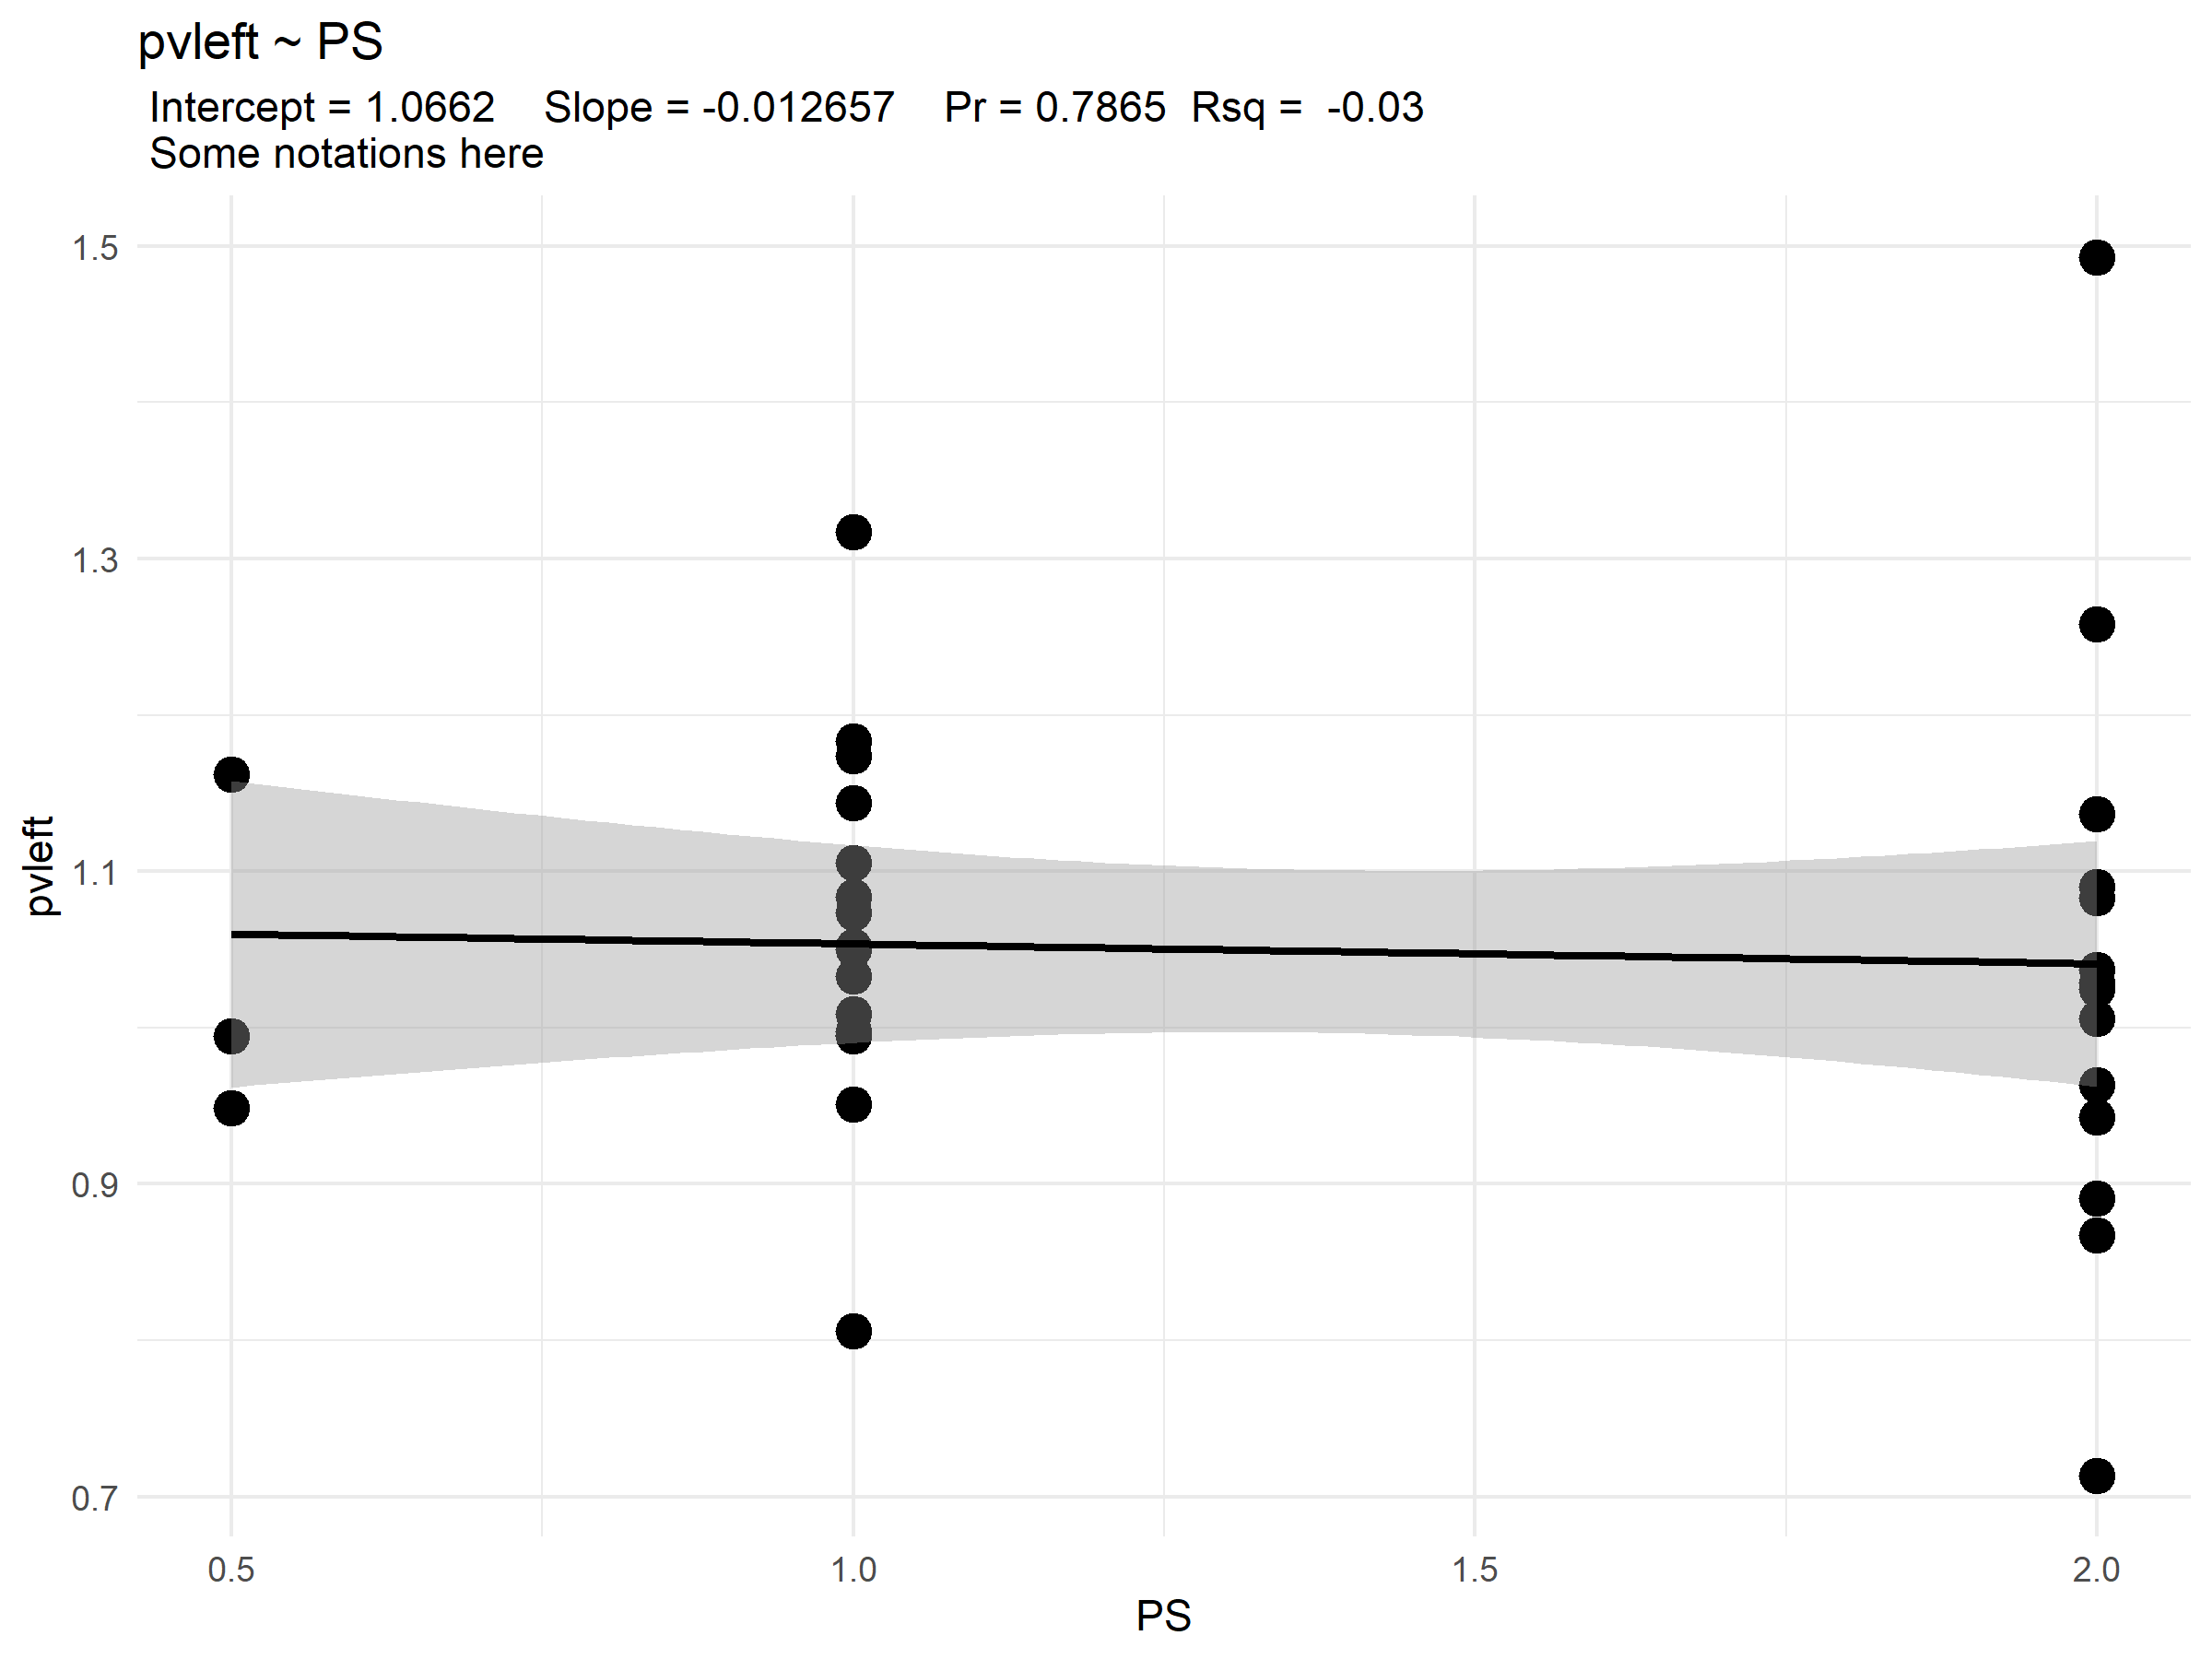 pvleft ~ PS
Intercept = 1.0662 Slope = -0.012657 Pr = 0.7865 Rsq = -0.03
Some notations here
1.5
1.3
1.1
0.9
0.7
pvleft
0.5 1.0 1.5 2.0
PS